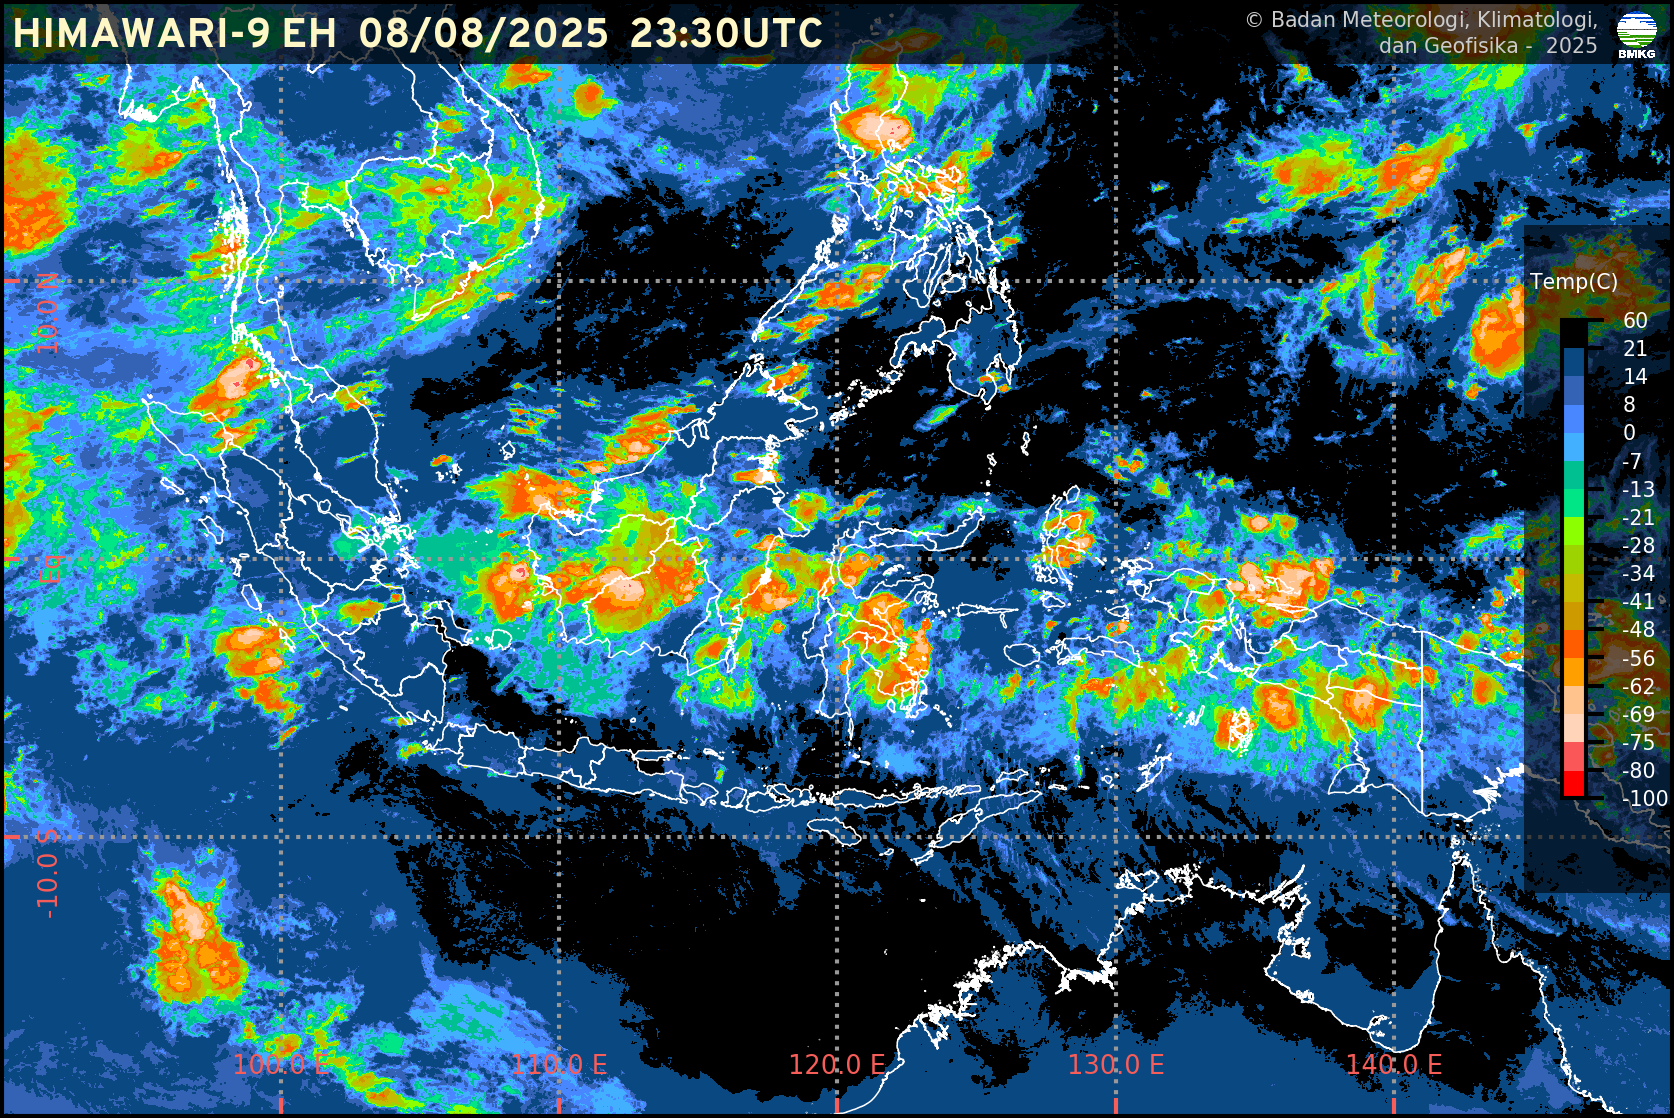 HIMAWARI-9 EH 08/08/2025 23:30UTC
© Badan Meteorologi, Klimatologi,
dan Geofisika - 2025
BMKG
Temp(C)
60
21
14
8
0
-7
-13
-21
-28
-34
-41
-48
-56
-62
-69
-75
-80
-100
10.0 N
Eq
-10.0 S
100.0 E
110.0 E
120.0 E
130.0 E
140.0 E